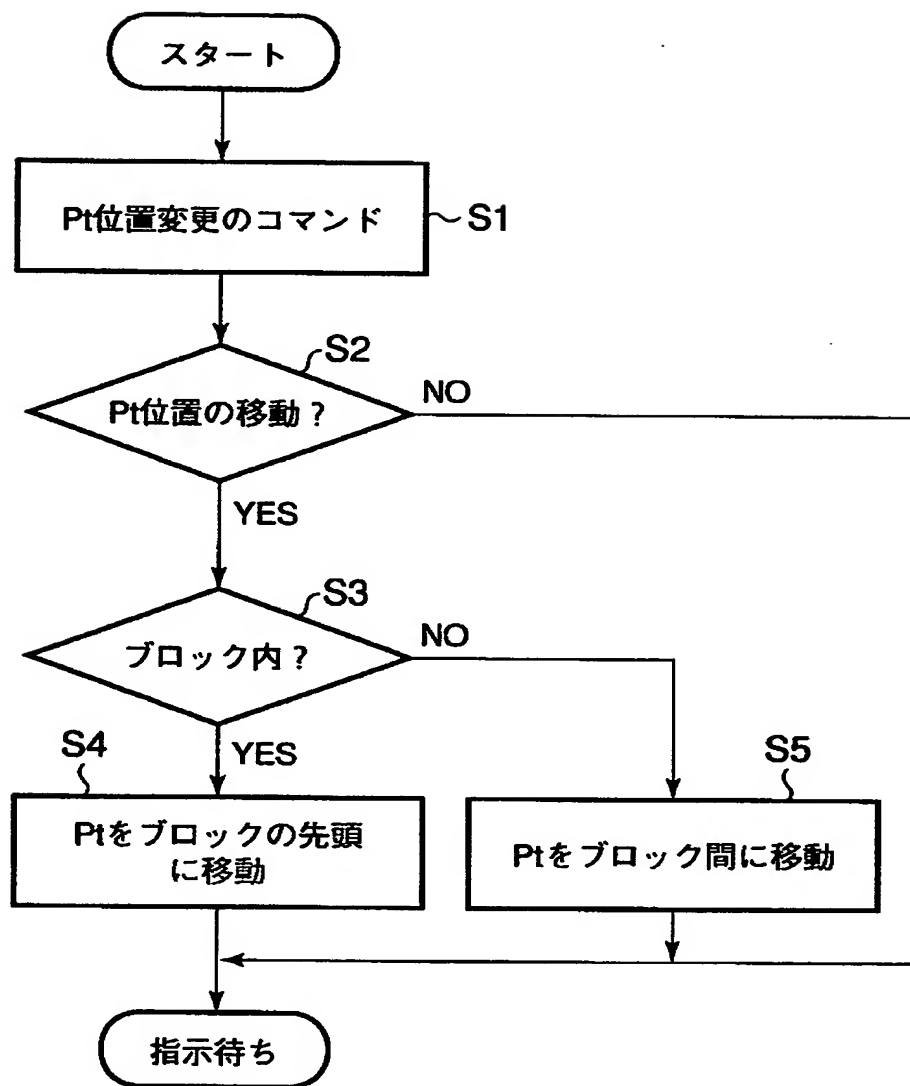 スタート
Pt位置変更のコマンド
S1
S2
Pt位置の移動？
NO
YES
S3
ブロック内？
NO
YES
S4
Ptをブロックの先頭
に移動
S5
Ptをブロック間に移動
指示待ち